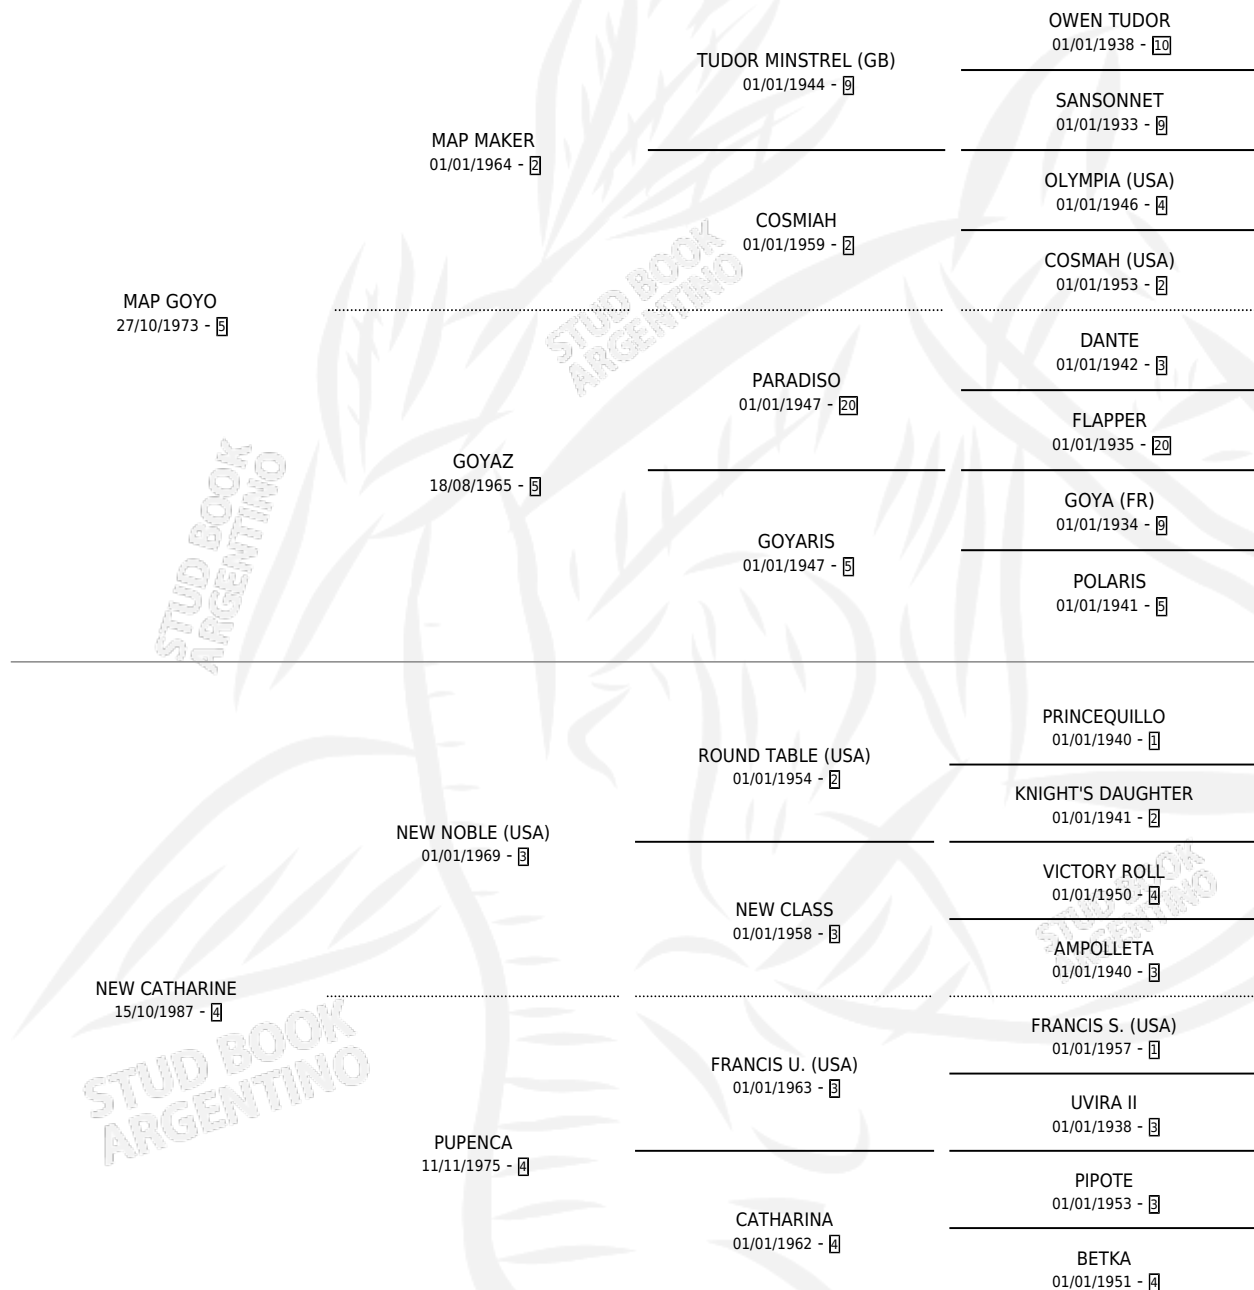 OWEN TUDOR
01/01/1938 - 10
TUDOR MINSTREL (GB)
01/01/1944 - 9
SANSONNET
01/01/1933 - 9
MAP MAKER
01/01/1964 - 2
OLYMPIA (USA)
01/01/1946 - 4
COSMIAH
01/01/1959 - 2
COSMAH (USA)
01/01/1953 - 2
MAP GOYO
27/10/1973 - 5
DANTE
01/01/1942 - 3
PARADISO
01/01/1947 - 20
FLAPPER
01/01/1935 - 20
GOYAZ
18/08/1965 - 5
GOYA (FR)
01/01/1934 - 9
GOYARIS
01/01/1947 - 5
POLARIS
01/01/1941 - 5
STUD BOOK
ARGENTINO
STUD BOOK
ARGENTINO
PRINCEQUILLO
01/01/1940 - 1
ROUND TABLE (USA)
01/01/1954 - 2
KNIGHT'S DAUGHTER
01/01/1941 - 2
NEW NOBLE (USA)
01/01/1969 - 3
VICTORY ROLL
01/01/1950 - 4
NEW CLASS
01/01/1958 - 3
AMPOLLETA
01/01/1940 - 3
NEW CATHARINE
15/10/1987 - 4
FRANCIS S. (USA)
01/01/1957 - 1
FRANCIS U. (USA)
01/01/1963 - 3
UVIRA II
01/01/1938 - 3
PUPENCA
11/11/1975 - 4
PIPOTE
01/01/1953 - 3
CATHARINA
01/01/1962 - 4
BETKA
01/01/1951 - 4
STUD BOOK
ARGENTINO
STUD BOOK
ARGENTINO